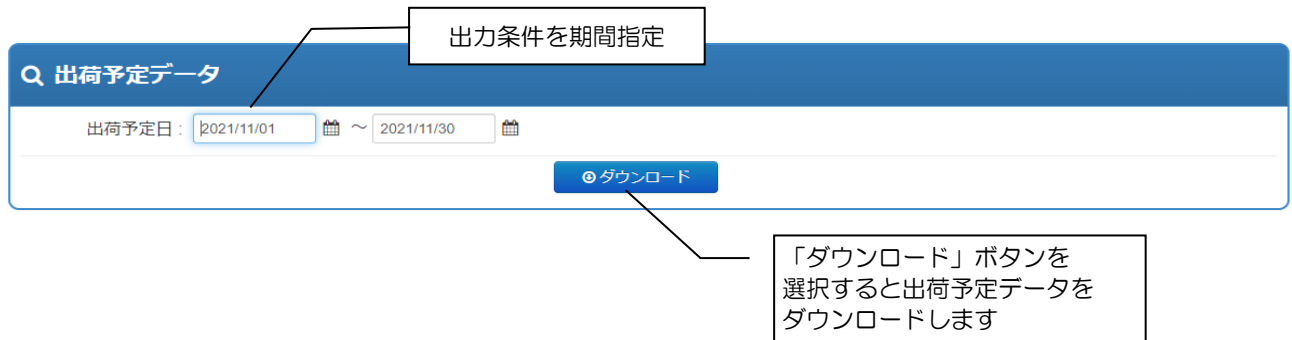 出力条件を期間指定
出荷予定データ
出荷予定日 : 2021/11/01 ～ 2021/11/30
ダウンロード
「ダウンロード」ボタンを
選択すると出荷予定データを
ダウンロードします